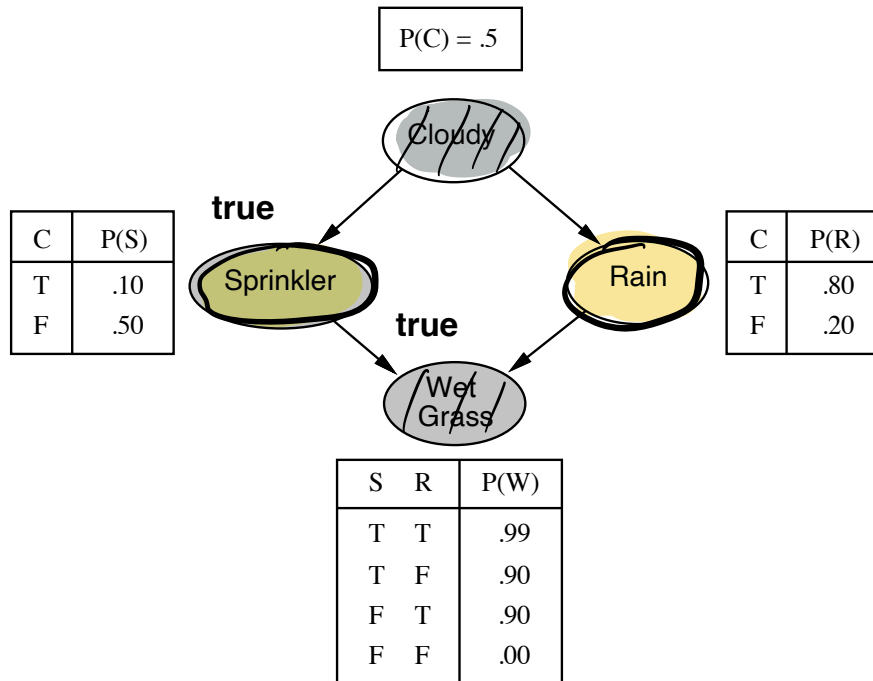 P(C) = .5
Cloudy
true
C P(S)
T .10
F .50
Sprinkler
Rain
C P(R)
T .80
F .20
true
Wet
Grass
S R P(W)
T T .99
T F .90
F T .90
F F .00